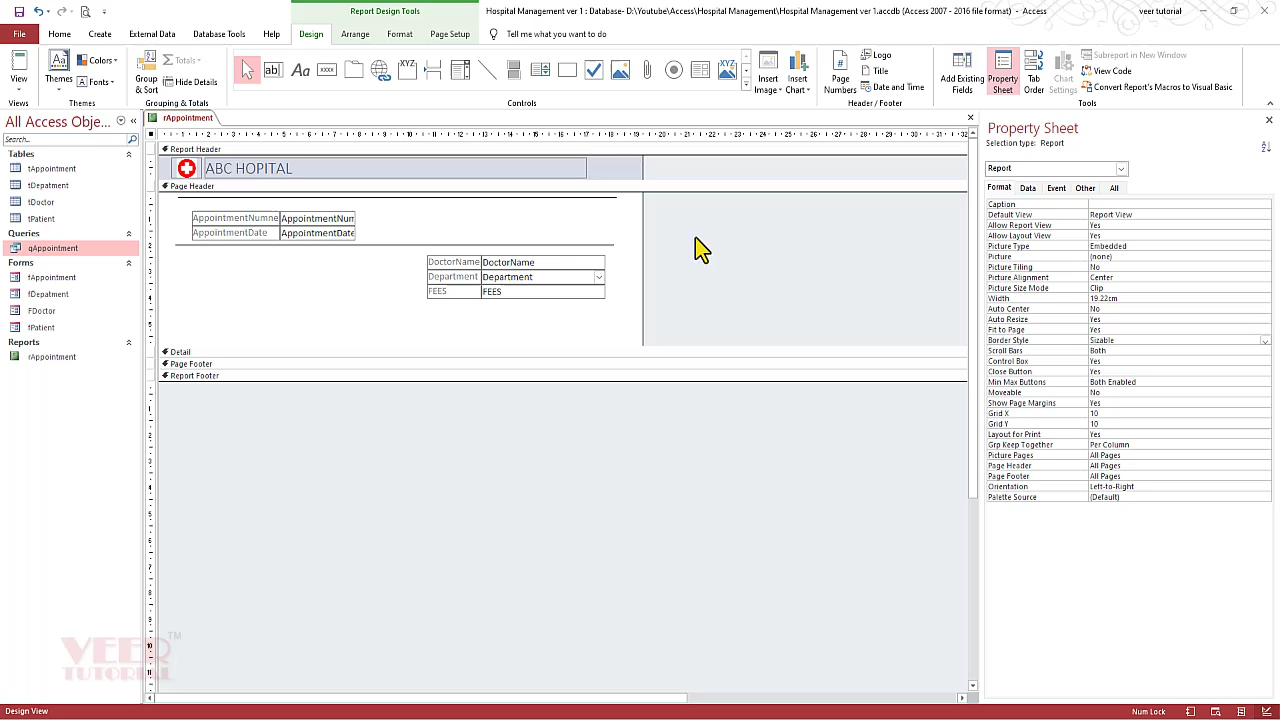 Report Design Tools
Hospital Management ver 1 : Database- D:\Youtube\Access\Hospital Management\Hospital Management ver 1.accdb (Access 2007 - 2016 file format) - Access
veer tutorial
File Home Create External Data Database Tools Help Design Arrange Format Page Setup Tell me what you want to do
View
Views
Themes
Colors
Fonts
Themes
Group & Sort
Totals
Hide Details
Grouping & Totals
Controls
Insert Image
Insert Chart
Page Numbers
Logo
Title
Date and Time
Header / Footer
Add Existing Fields
Property Sheet
Tab Order
Chart Settings
Subreport in New Window
View Code
Convert Report's Macros to Visual Basic
Tools
All Access Obje...
Search...
Tables
tAppointment
tDepatment
tDoctor
tPatient
Queries
qAppointment
Forms
fAppointment
fDepatment
FDoctor
fPatient
Reports
rAppointment
rAppointment
Report Header
ABC HOPITAL
Page Header
AppointmentNumne AppointmentNum
AppointmentDate AppointmentDate
DoctorName DoctorName
Department Department
FEES FEES
Detail
Page Footer
Report Footer
Property Sheet
Selection type: Report
Report
Format Data Event Other All
Caption
Default View Report View
Allow Report View Yes
Allow Layout View Yes
Picture Type Embedded
Picture (none)
Picture Tiling No
Picture Alignment Center
Picture Size Mode Clip
Width 19.22cm
Auto Center No
Auto Resize Yes
Fit to Page Yes
Border Style Sizable
Scroll Bars Both
Control Box Yes
Close Button Yes
Min Max Buttons Both Enabled
Moveable No
Show Page Margins Yes
Grid X 10
Grid Y 10
Layout for Print Yes
Grp Keep Together Per Column
Picture Pages All Pages
Page Header All Pages
Page Footer All Pages
Orientation Left-to-Right
Palette Source (Default)
VEER TM
TUTORIAL
Design View
Num Lock